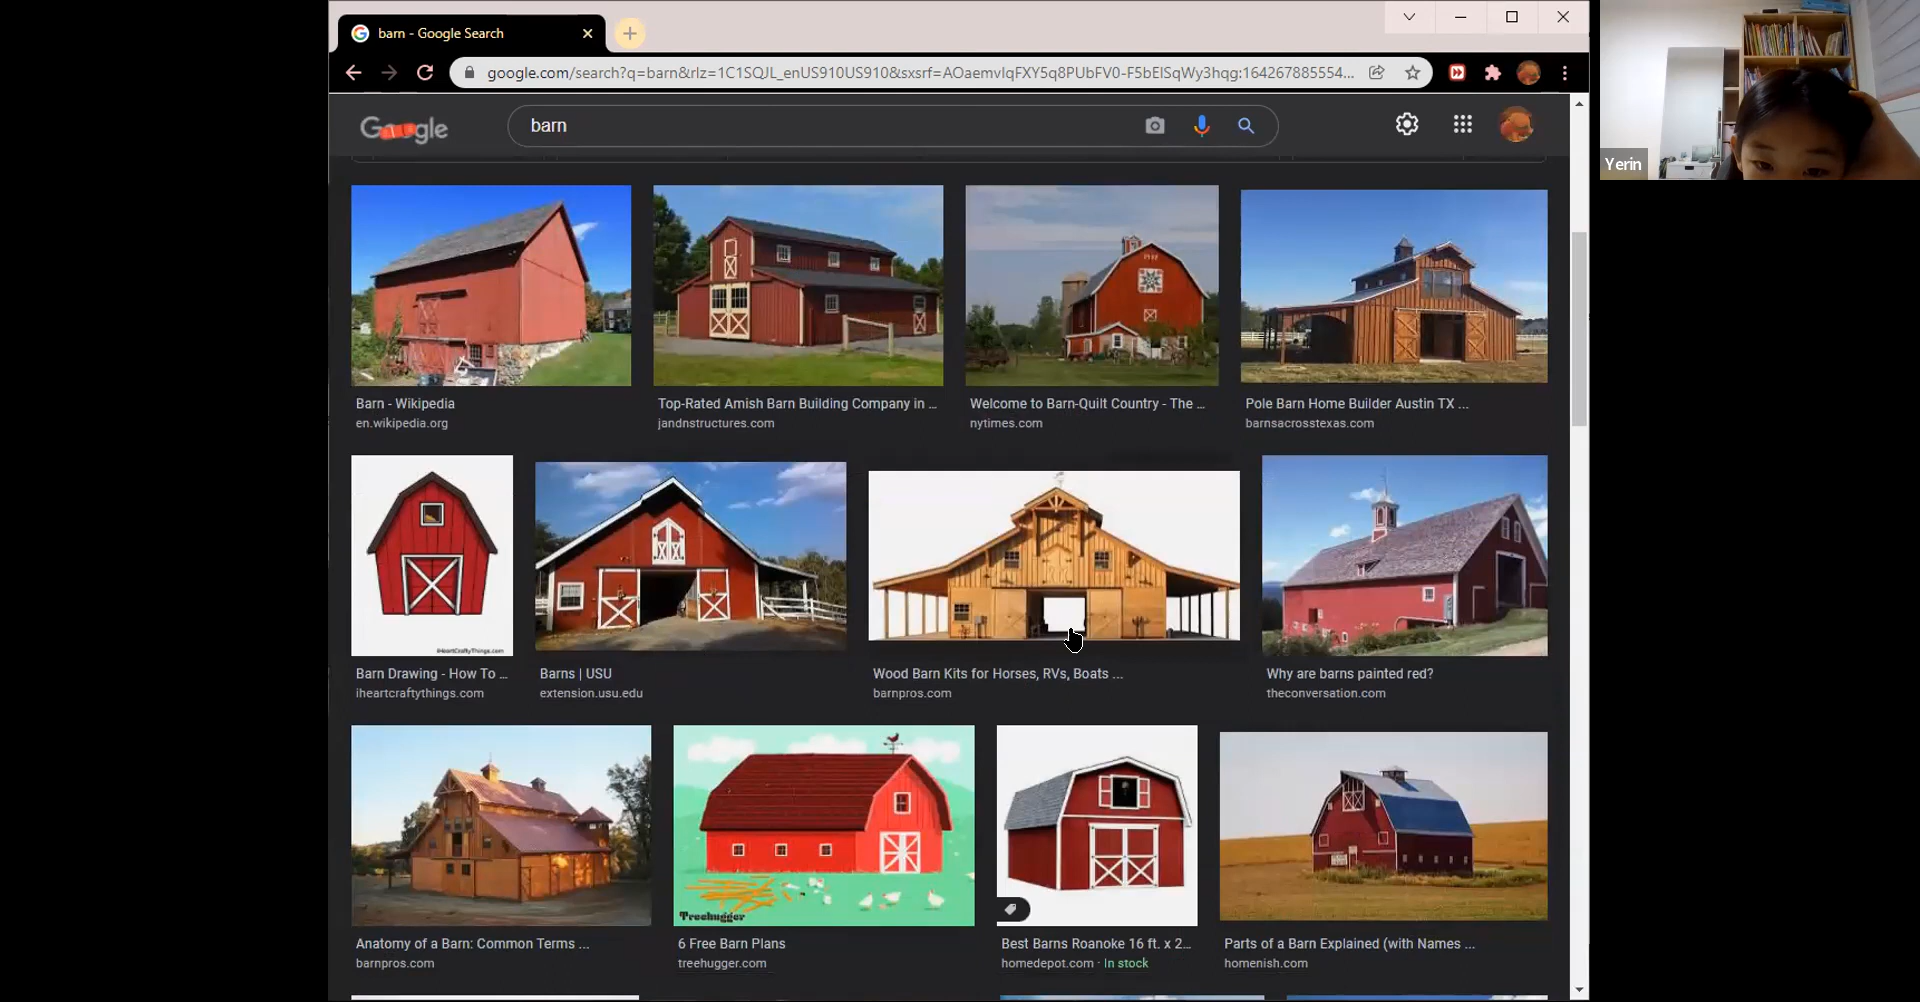 barn - Google Search
google.com/search?q=barn&rlz=1C1SQJL_enUS910US910&sxsrf=AOaemvIqFXY5q8PUbFV0-F5bEISqWy3hqg:164267885554...
Google
barn
Yerin
Barn - Wikipedia
en.wikipedia.org
Top-Rated Amish Barn Building Company in ...
jandnstructures.com
Welcome to Barn-Quilt Country - The ...
nytimes.com
Pole Barn Home Builder Austin TX ...
barnsacrosstexas.com
iHeartCraftyThings.com
Barn Drawing - How To ...
iheartcraftythings.com
Barns | USU
extension.usu.edu
Wood Barn Kits for Horses, RVs, Boats ...
barnpros.com
Why are barns painted red?
theconversation.com
Treehugger
Anatomy of a Barn: Common Terms ...
barnpros.com
6 Free Barn Plans
treehugger.com
Best Barns Roanoke 16 ft. x 2...
homedepot.com · In stock
Parts of a Barn Explained (with Names ...
homenish.com